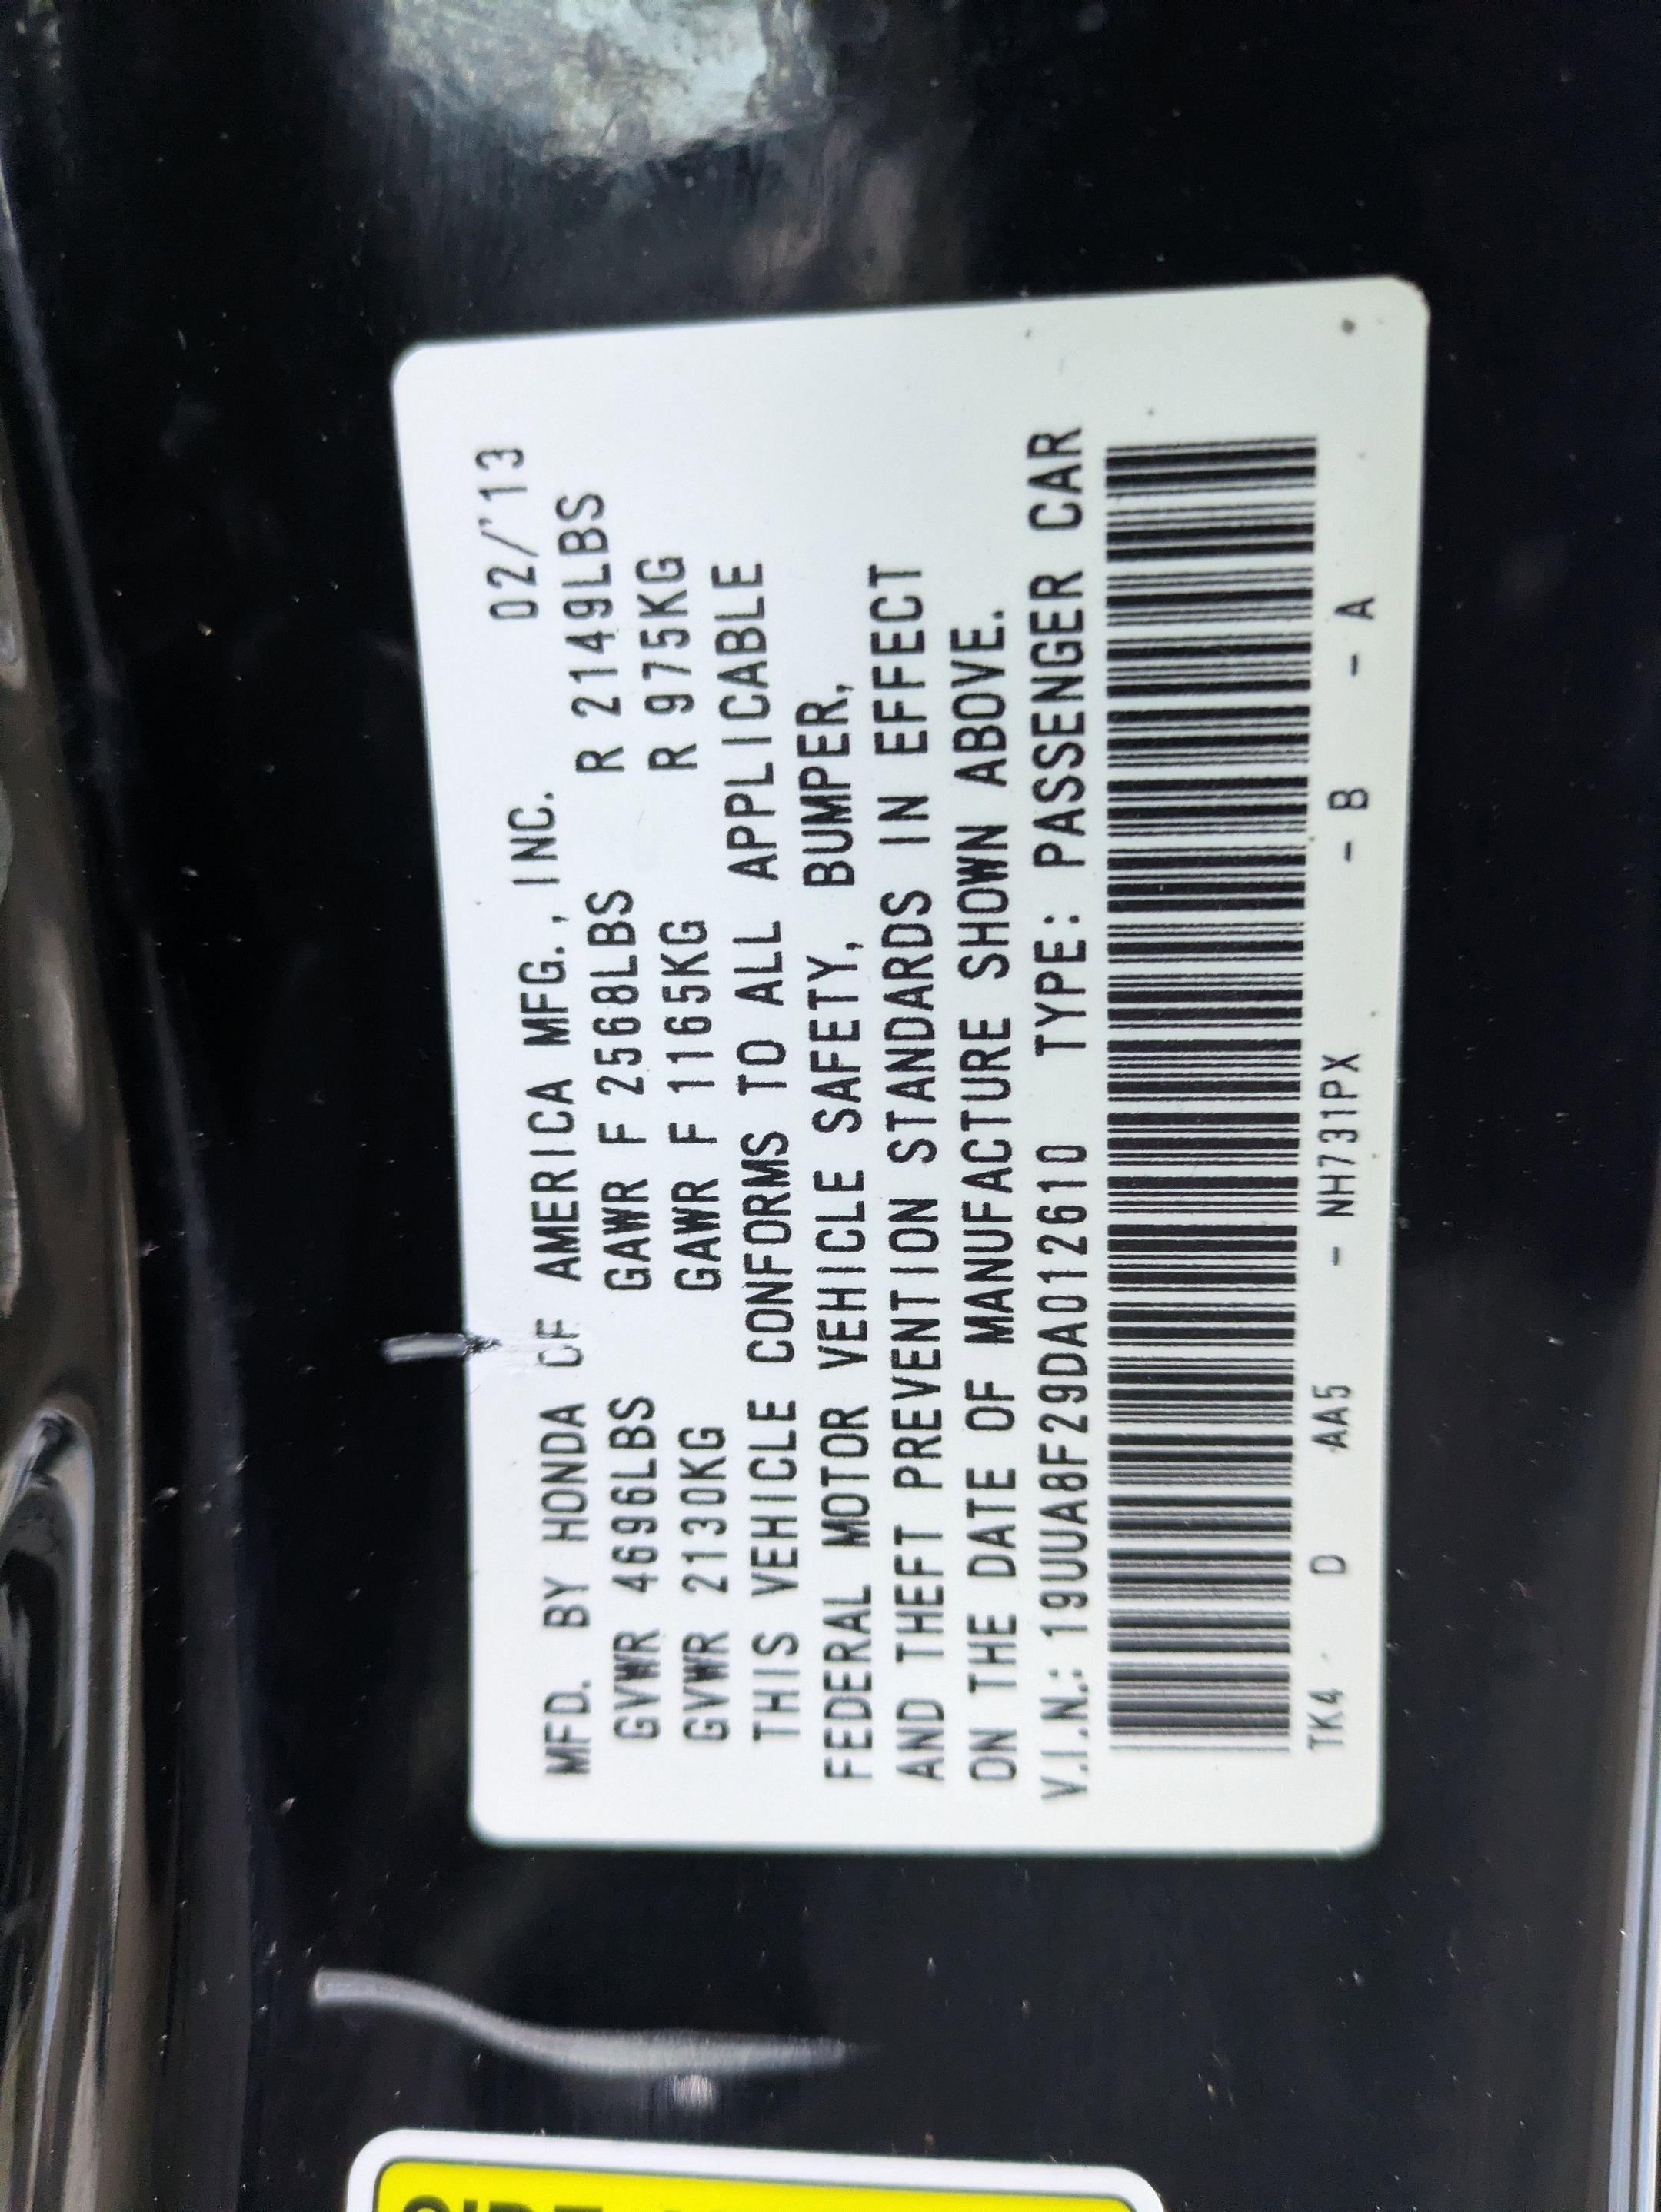 MFD. BY HONDA OF AMERICA MFG., INC. 02/'13
GVWR 4696LBS GAWR F 2568LBS R 2149LBS
GVWR 2130KG GAWR F 1165KG R 975KG
THIS VEHICLE CONFORMS TO ALL APPLICABLE
FEDERAL MOTOR VEHICLE SAFETY, BUMPER,
AND THEFT PREVENTION STANDARDS IN EFFECT
ON THE DATE OF MANUFACTURE SHOWN ABOVE.
V.I.N.: 19UUA8F29DA012610 TYPE: PASSENGER CAR
TK4 D AA5 - NH731PX - B - A